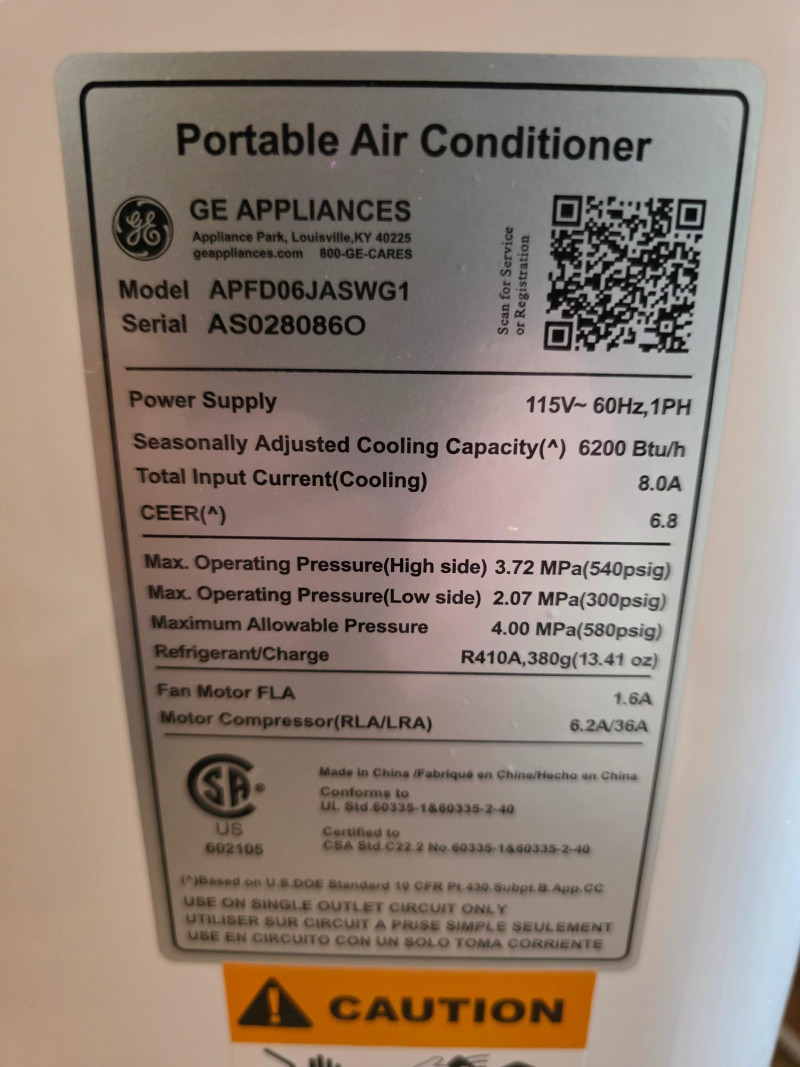 Portable Air Conditioner
GE
GE APPLIANCES
Appliance Park, Louisville,KY 40225
geappliances.com 800-GE-CARES
Model APFD06JASWG1
Serial AS028086O
Scan for Service
or Registration
Power Supply 115V~ 60Hz,1PH
Seasonally Adjusted Cooling Capacity(^) 6200 Btu/h
Total Input Current(Cooling) 8.0A
CEER(^) 6.8
Max. Operating Pressure(High side) 3.72 MPa(540psig)
Max. Operating Pressure(Low side) 2.07 MPa(300psig)
Maximum Allowable Pressure 4.00 MPa(580psig)
Refrigerant/Charge R410A,380g(13.41 oz)
Fan Motor FLA 1.6A
Motor Compressor(RLA/LRA) 6.2A/36A
SA ®
US
602105
Made in China /Fabriqué en Chine/Hecho en China
Conforms to
UL Std.60335-1&60335-2-40
Certified to
CSA Std.C22.2 No.60335-1&60335-2-40
(^)Based on U.S.DOE Standard 10 CFR Pt.430.Subpt.B.App.CC
USE ON SINGLE OUTLET CIRCUIT ONLY
UTILISER SUR CIRCUIT A PRISE SIMPLE SEULEMENT
USE EN CIRCUITO CON UN SOLO TOMA CORRIENTE
CAUTION